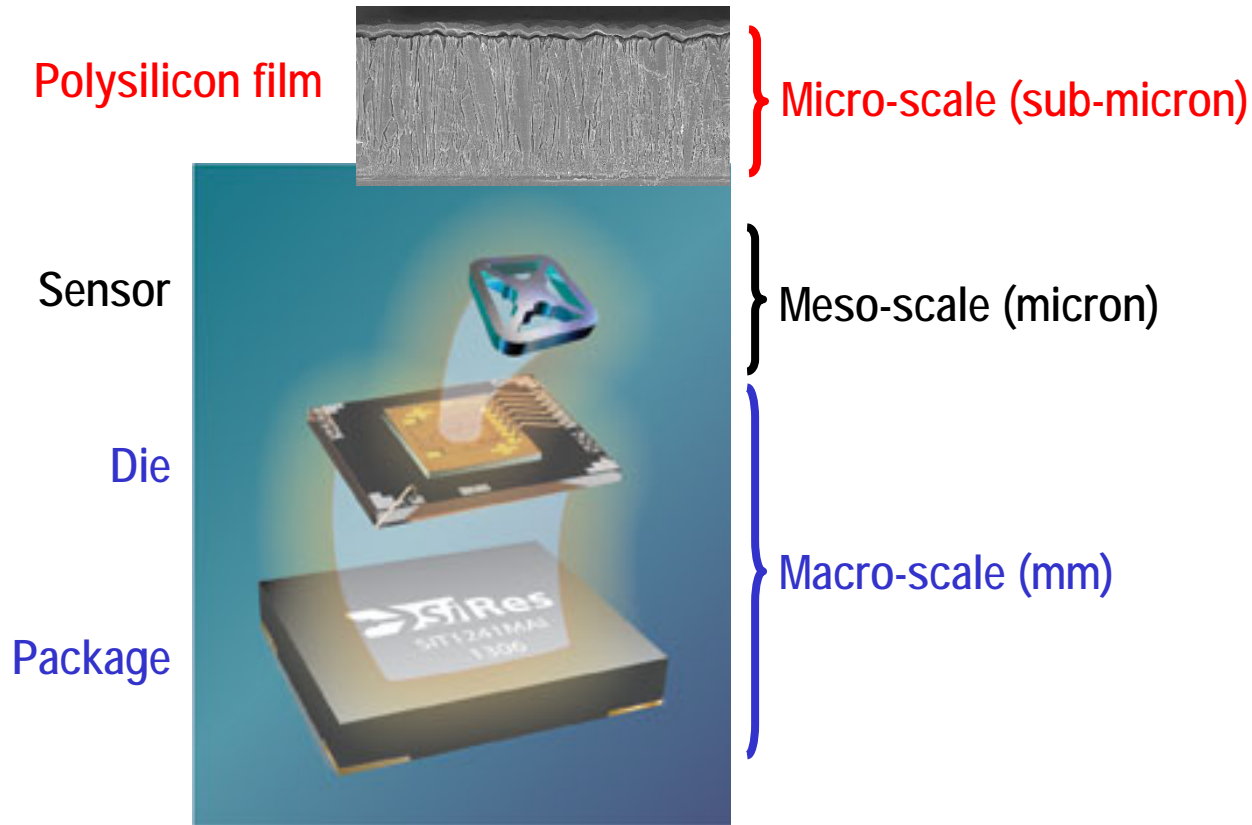 Polysilicon film
Micro-scale (sub-micron)
Sensor
Meso-scale (micron)
Die
Package
Macro-scale (mm)
SiRes
SIT1241MAI
1306